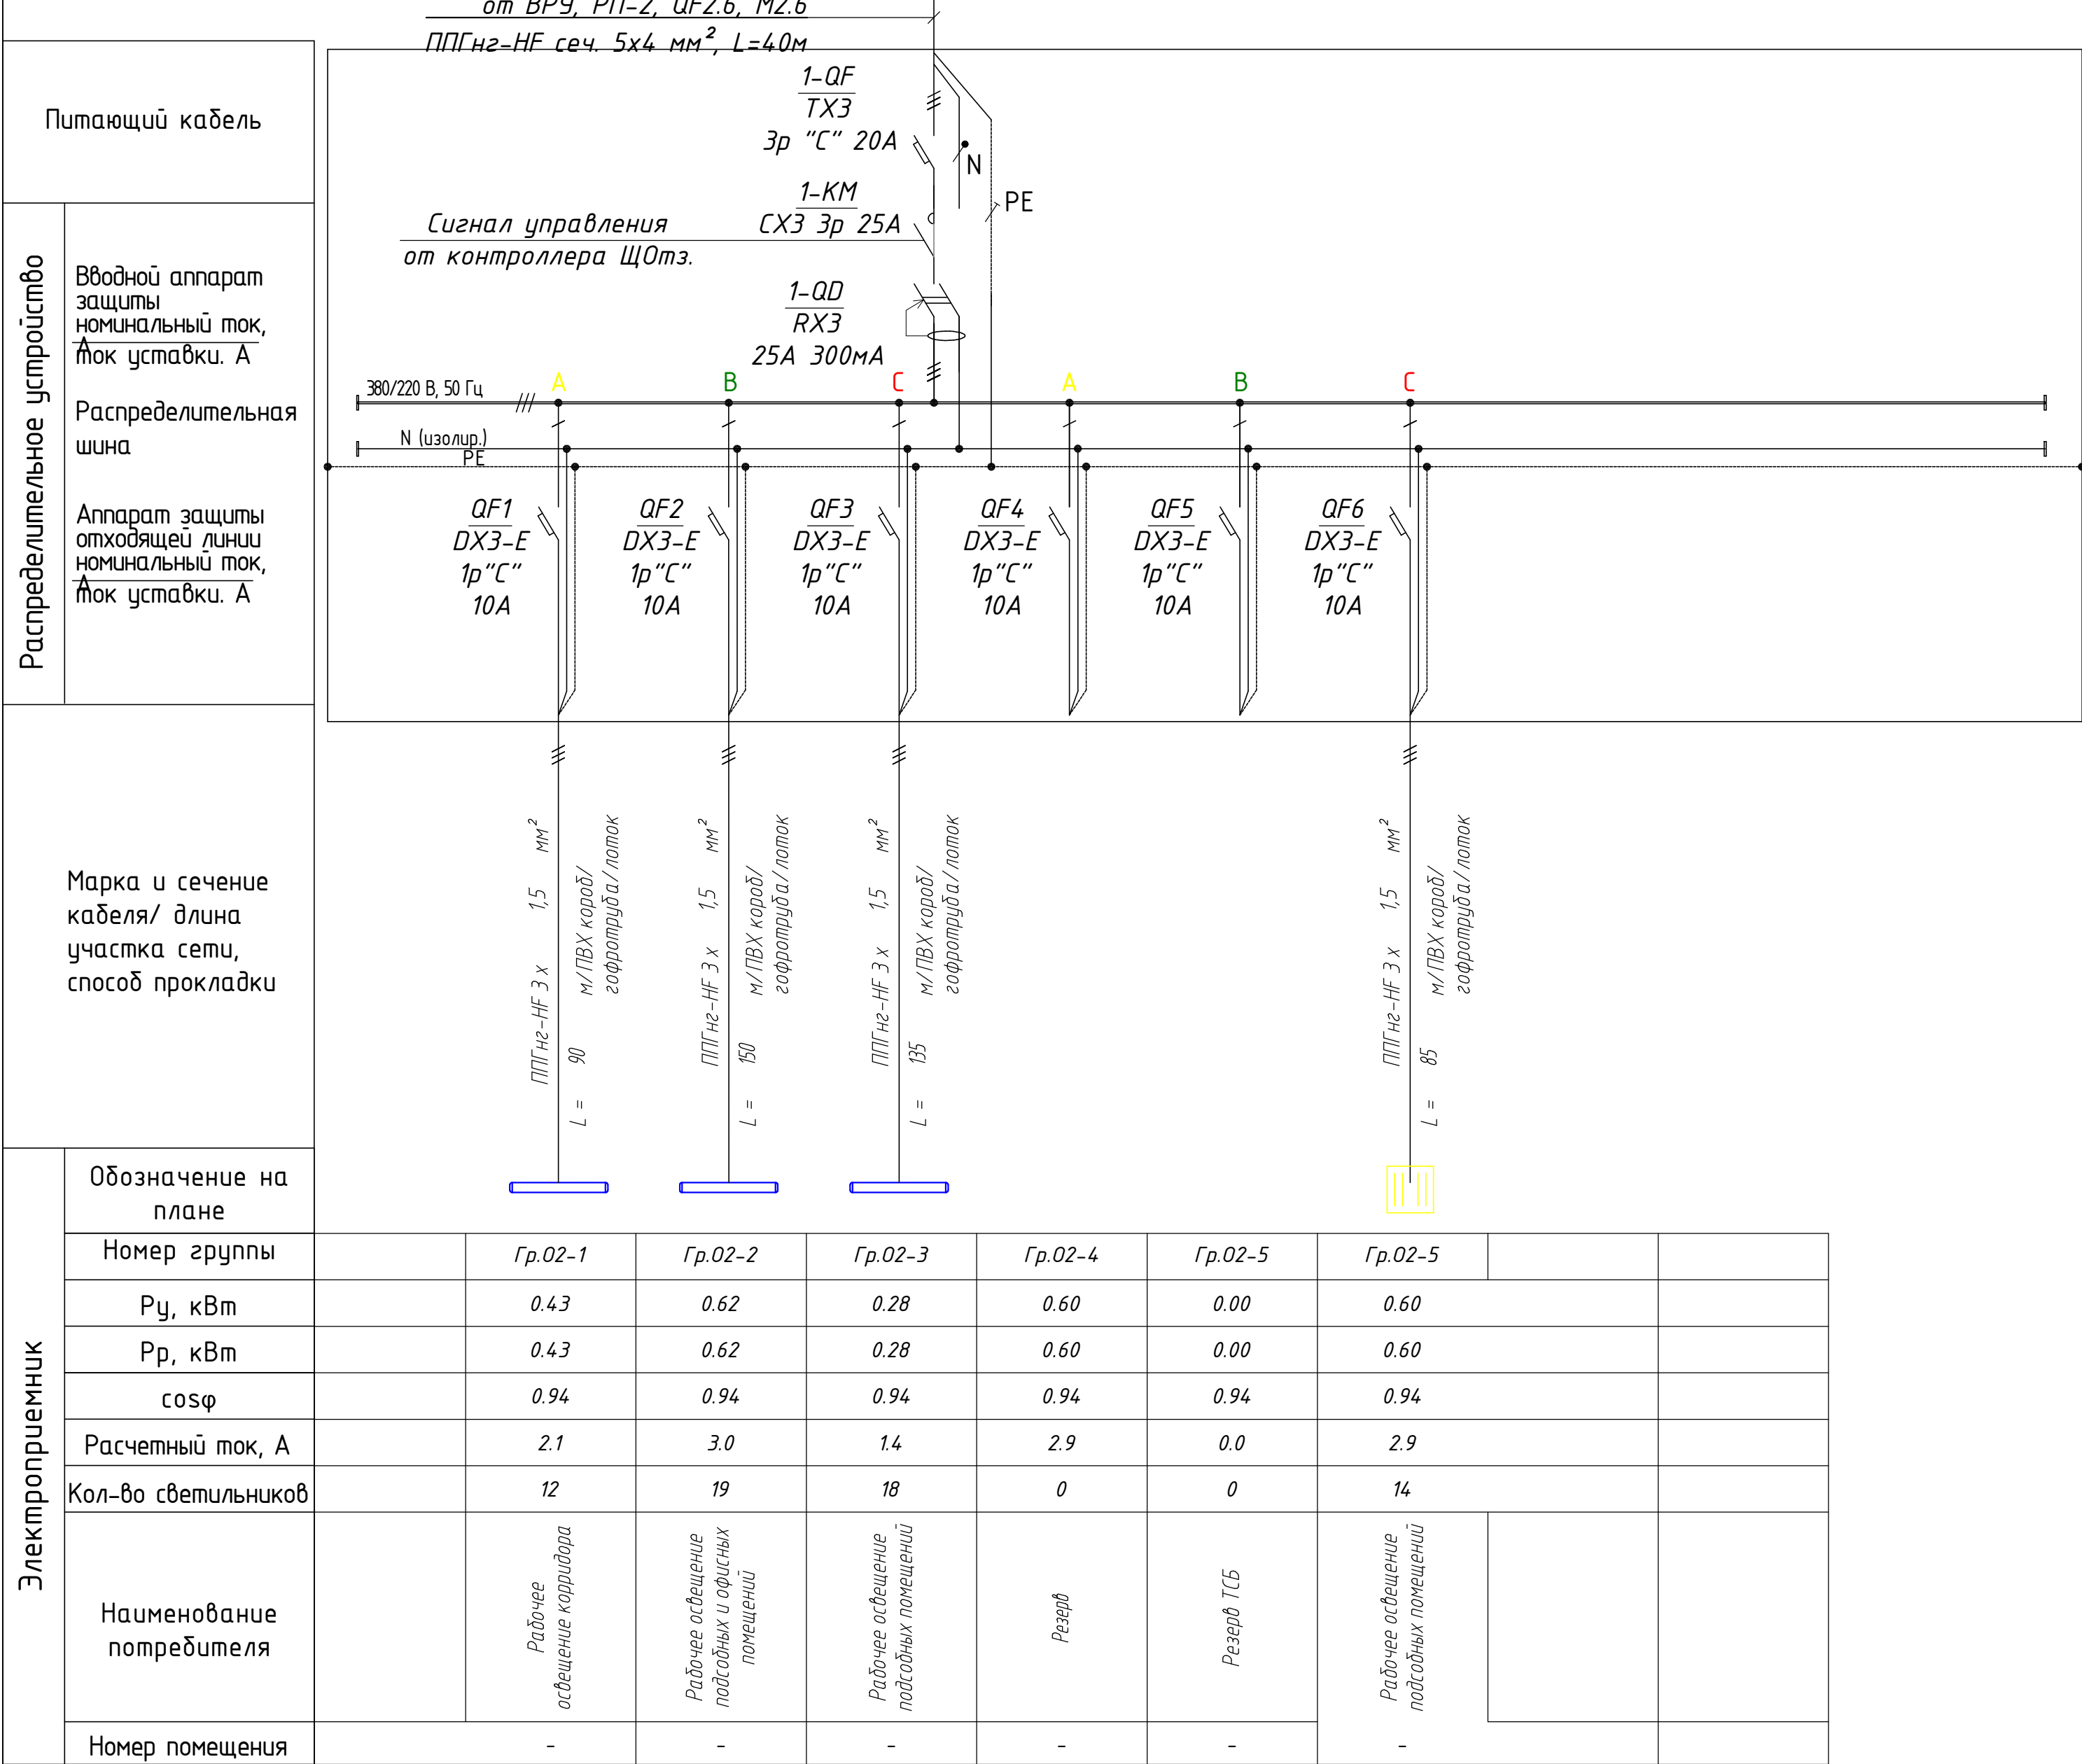 от ВРУ, РП-2, QF2.6, М2.6
ППГнг-HF сеч. 5х4 мм², L=40м
Питающий кабель
1-QF
TX3
3р "С" 20А
N
PE
1-КМ
СХ3 3р 25А
Сигнал управления
от контроллера ЩОтз.
1-QD
RX3
25А 300мА
Распределительное устройство
Вводной аппарат
защиты
номинальный ток,
А
ток уставки. А
Распределительная
шина
Аппарат защиты
отходящей линии
номинальный ток,
А
ток уставки. А
380/220 В, 50 Гц
A B C A B C
N (изолир.)
PE
QF1 QF2 QF3 QF4 QF5 QF6
DX3-E DX3-E DX3-E DX3-E DX3-E DX3-E
1р"С" 1р"С" 1р"С" 1р"С" 1р"С" 1р"С"
10А 10А 10А 10А 10А 10А
Марка и сечение
кабеля/ длина
участка сети,
способ прокладки
ППГнг-HF 3 х 1,5 мм²
L = 90 м/ПВХ короб/
гофротруба/лоток
ППГнг-HF 3 х 1,5 мм²
L = 150 м/ПВХ короб/
гофротруба/лоток
ППГнг-HF 3 х 1,5 мм²
L = 135 м/ПВХ короб/
гофротруба/лоток
ППГнг-HF 3 х 1,5 мм²
L = 85 м/ПВХ короб/
гофротруба/лоток
Электроприемник
Обозначение на
плане
Номер группы Гр.О2-1 Гр.О2-2 Гр.О2-3 Гр.О2-4 Гр.О2-5 Гр.О2-5
Ру, кВт 0.43 0.62 0.28 0.60 0.00 0.60
Рр, кВт 0.43 0.62 0.28 0.60 0.00 0.60
cosφ 0.94 0.94 0.94 0.94 0.94 0.94
Расчетный ток, А 2.1 3.0 1.4 2.9 0.0 2.9
Кол-во светильников 12 19 18 0 0 14
Наименование
потребителя
Рабочее
освещение корридора
Рабочее освещение
подсобных и офисных
помещений
Рабочее освещение
подсобных помещений
Резерв
Резерв ТСБ
Рабочее освещение
подсобных помещений
Номер помещения - - - - - -